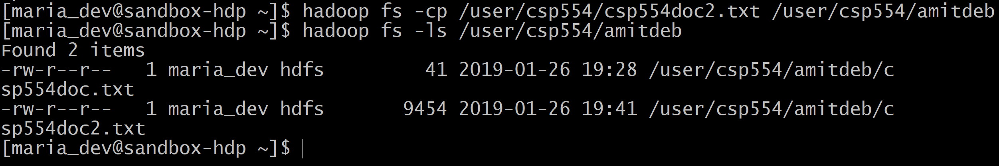 [maria_dev@sandbox-hdp ~]$ hadoop fs -cp /user/csp554/csp554doc2.txt /user/csp554/amitdeb
[maria_dev@sandbox-hdp ~]$ hadoop fs -ls /user/csp554/amitdeb
Found 2 items
-rw-r--r--   1 maria_dev hdfs         41 2019-01-26 19:28 /user/csp554/amitdeb/c
sp554doc.txt
-rw-r--r--   1 maria_dev hdfs       9454 2019-01-26 19:41 /user/csp554/amitdeb/c
sp554doc2.txt
[maria_dev@sandbox-hdp ~]$